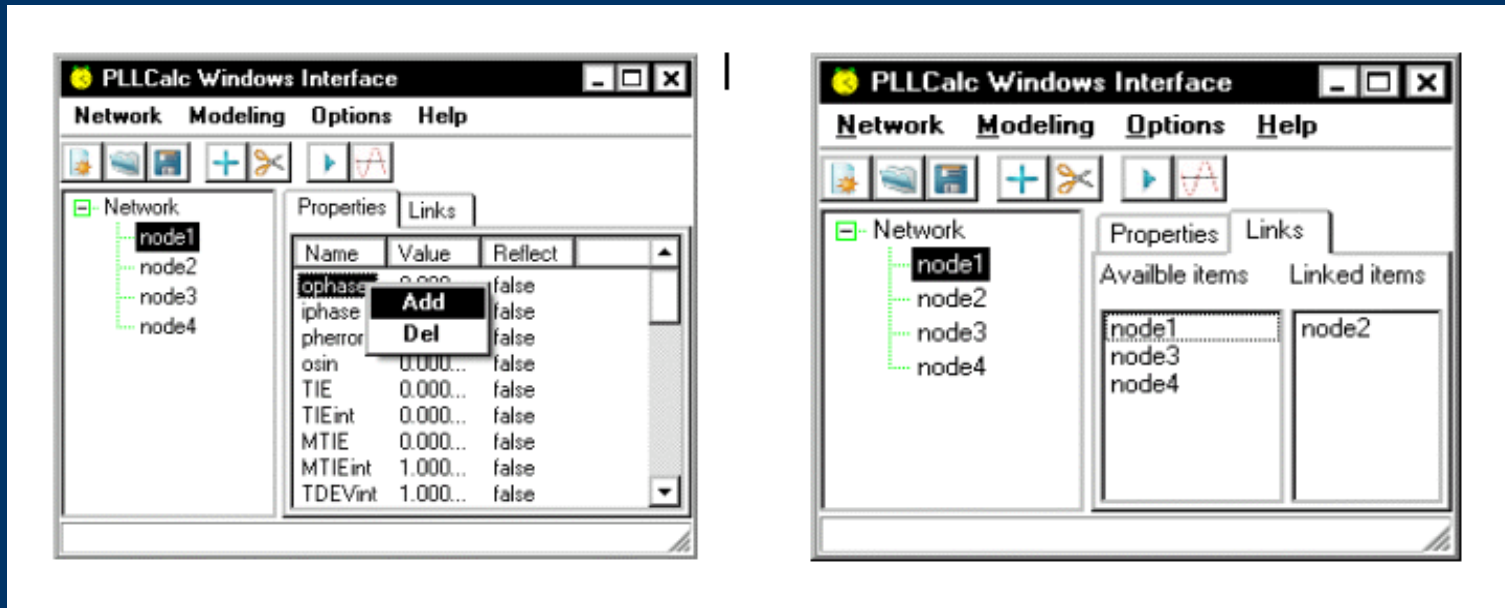 PLLCalc Windows Interface
Network Modeling Options Help
Network
node1
node2
node3
node4
Properties Links
Name Value Reflect
ophase false
iphase false
pherror false
osin 0.000... false
TIE 0.000... false
TIEint 0.000... false
MTIE 0.000... false
MTIEint 1.000... false
TDEVint 1.000... false
Add
Del
PLLCalc Windows Interface
Network Modeling Options Help
Network
node1
node2
node3
node4
Properties Links
Availble items Linked items
node1 node2
node3
node4